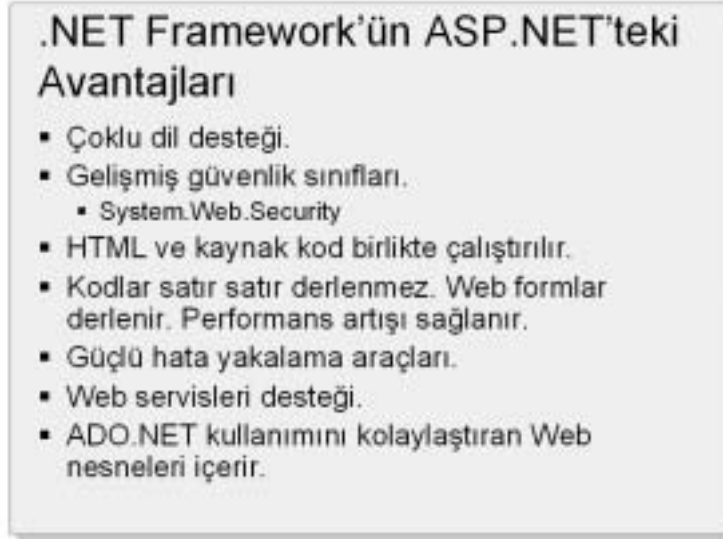 .NET Framework’ün ASP.NET’teki
Avantajları
▪ Çoklu dil desteği.
▪ Gelişmiş güvenlik sınıfları.
▪ System.Web.Security
▪ HTML ve kaynak kod birlikte çalıştırılır.
▪ Kodlar satır satır derlenmez. Web formlar
derlenir. Performans artışı sağlanır.
▪ Güçlü hata yakalama araçları.
▪ Web servisleri desteği.
▪ ADO.NET kullanımını kolaylaştıran Web
nesneleri içerir.